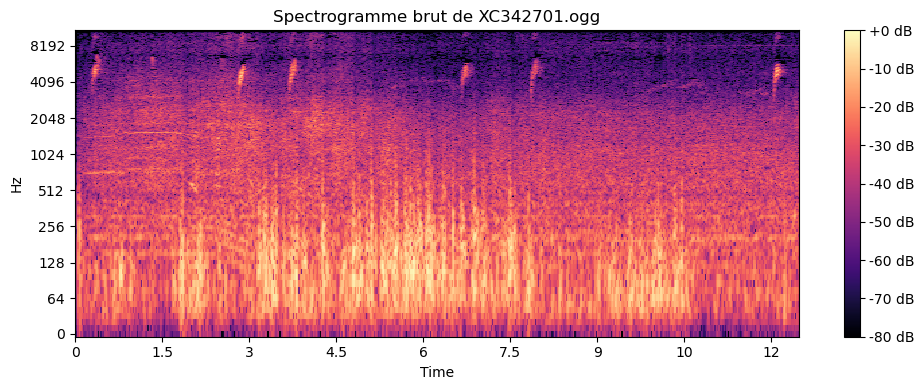 Spectrogramme brut de XC342701.ogg
8192
4096
2048
1024
512
256
128
64
0
Hz
0 1.5 3 4.5 6 7.5 9 10 12
Time
+0 dB
-10 dB
-20 dB
-30 dB
-40 dB
-50 dB
-60 dB
-70 dB
-80 dB